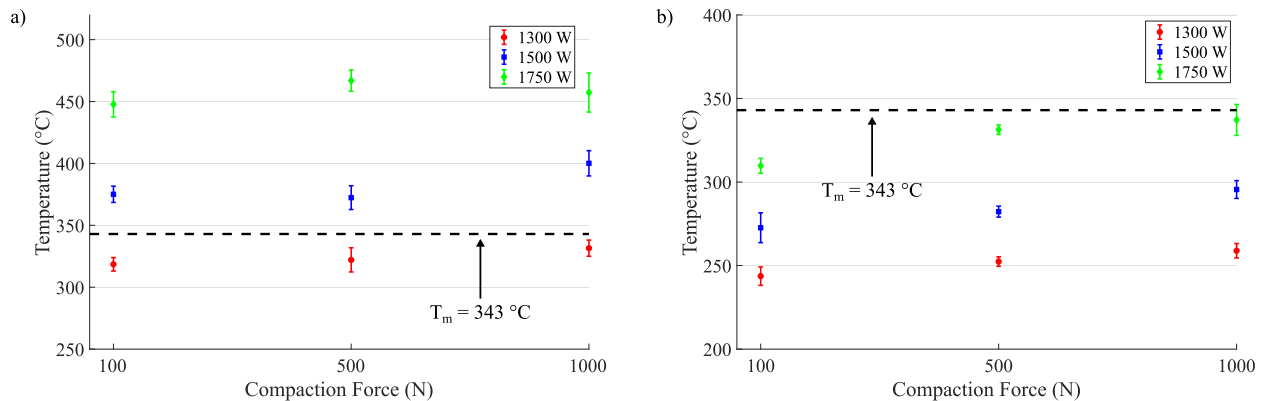 a)
500
450
400
350
300
250
Temperature (°C)
1300 W
1500 W
1750 W
Tm = 343 °C
100
500
1000
Compaction Force (N)
b)
400
350
300
250
200
Temperature (°C)
1300 W
1500 W
1750 W
Tm = 343 °C
100
500
1000
Compaction Force (N)